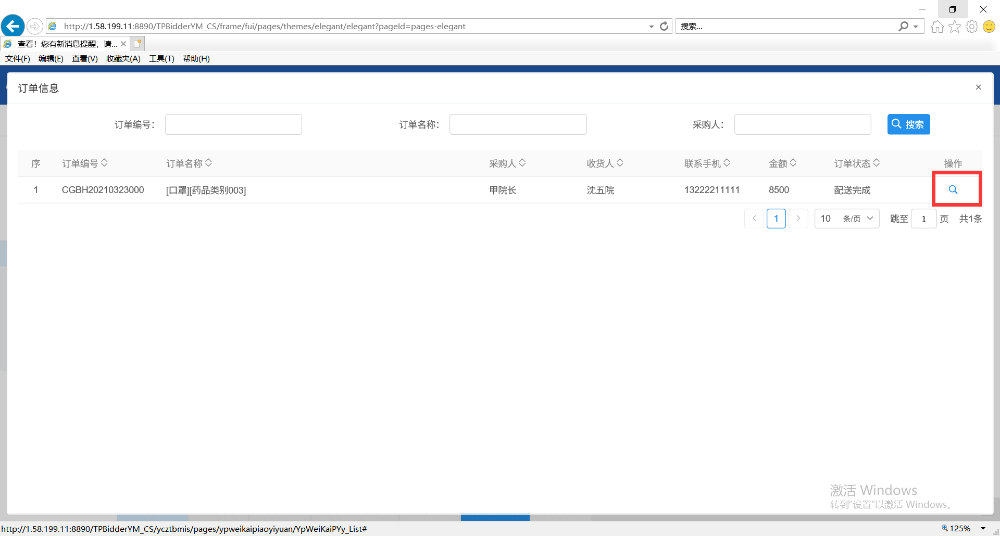 http://1.58.199.11:8890/TPBidderYM_CS/frame/fui/pages/themes/elegant/elegant?pageId=pages-elegant
搜索...
查看！您有新消息提醒，请...
文件(F) 编辑(E) 查看(V) 收藏夹(A) 工具(T) 帮助(H)
订单信息
订单编号： 订单名称： 采购人： 搜索
序 订单编号 订单名称 采购人 收货人 联系手机 金额 订单状态 操作
1 CGBH20210323000 [口罩][药品类别003] 甲院长 沈五院 13222211111 8500 配送完成
1 10 条/页 跳至 1 页 共1条
激活 Windows
转到“设置”以激活 Windows。
http://1.58.199.11:8890/TPBidderYM_CS/ycztbmis/pages/ypweikaipiaoyiyuan/YpWeiKaiPYy_List#
125%